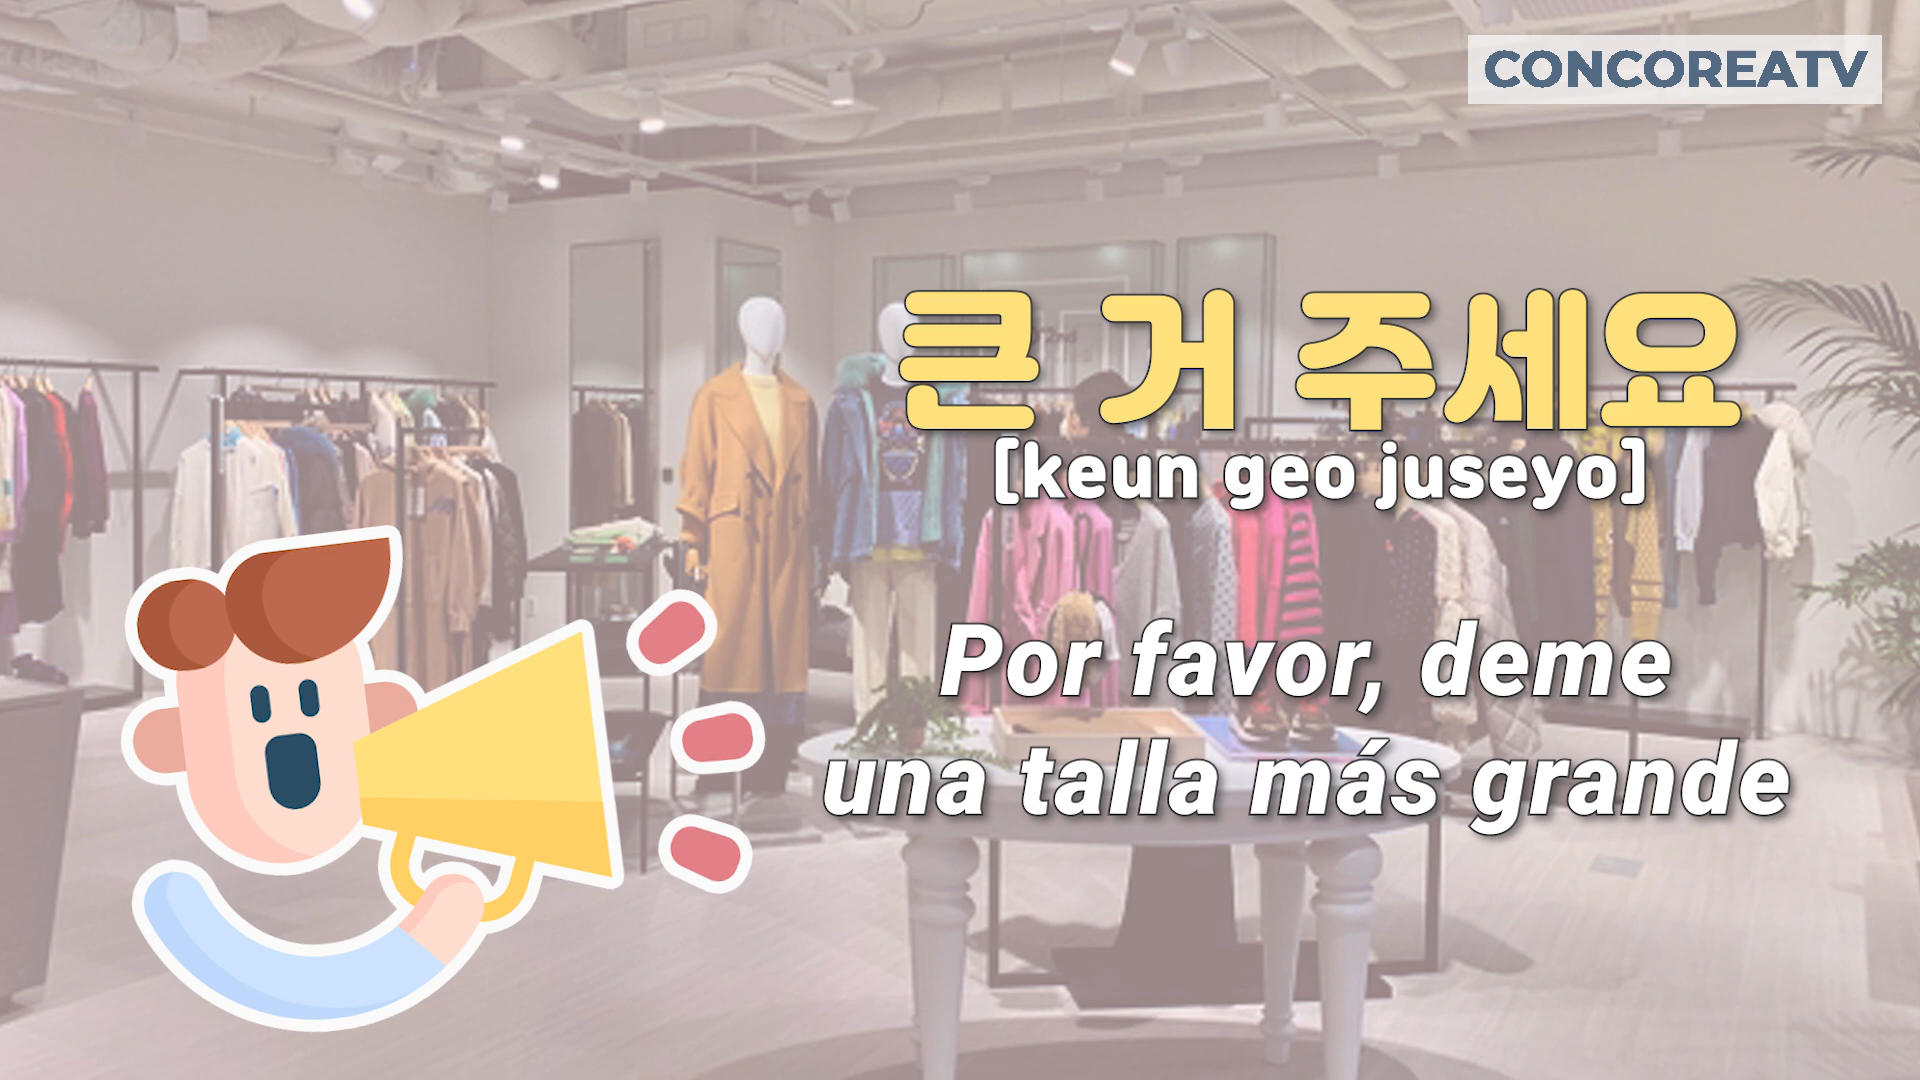 CONCOREATV
큰 거 주세요
[keun geo juseyo]
Por favor, deme
una talla más grande